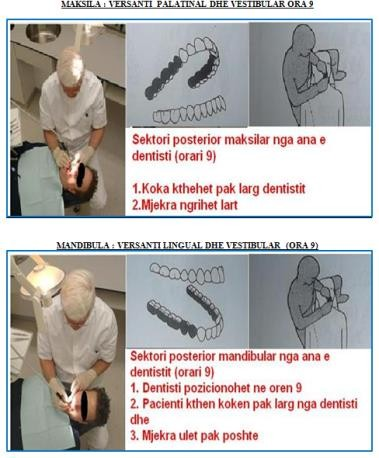 MAKSILA : VERSANTI PALATINAL DHE VESTIBULAR ORA 9
Sektori posterior maksilar nga ana e
dentisti (orari 9)
1.Koka kthehet pak larg dentistit
2.Mjekra ngrihet lart
MANDIBULA : VERSANTI LINGUAL DHE VESTIBULAR (ORA 9)
Sektori posterior mandibular nga ana e
dentistit (orari 9)
1. Dentisti pozicionohet ne oren 9
2. Pacienti kthen koken pak larg nga dentisti
dhe
3. Mjekra ulet pak poshte